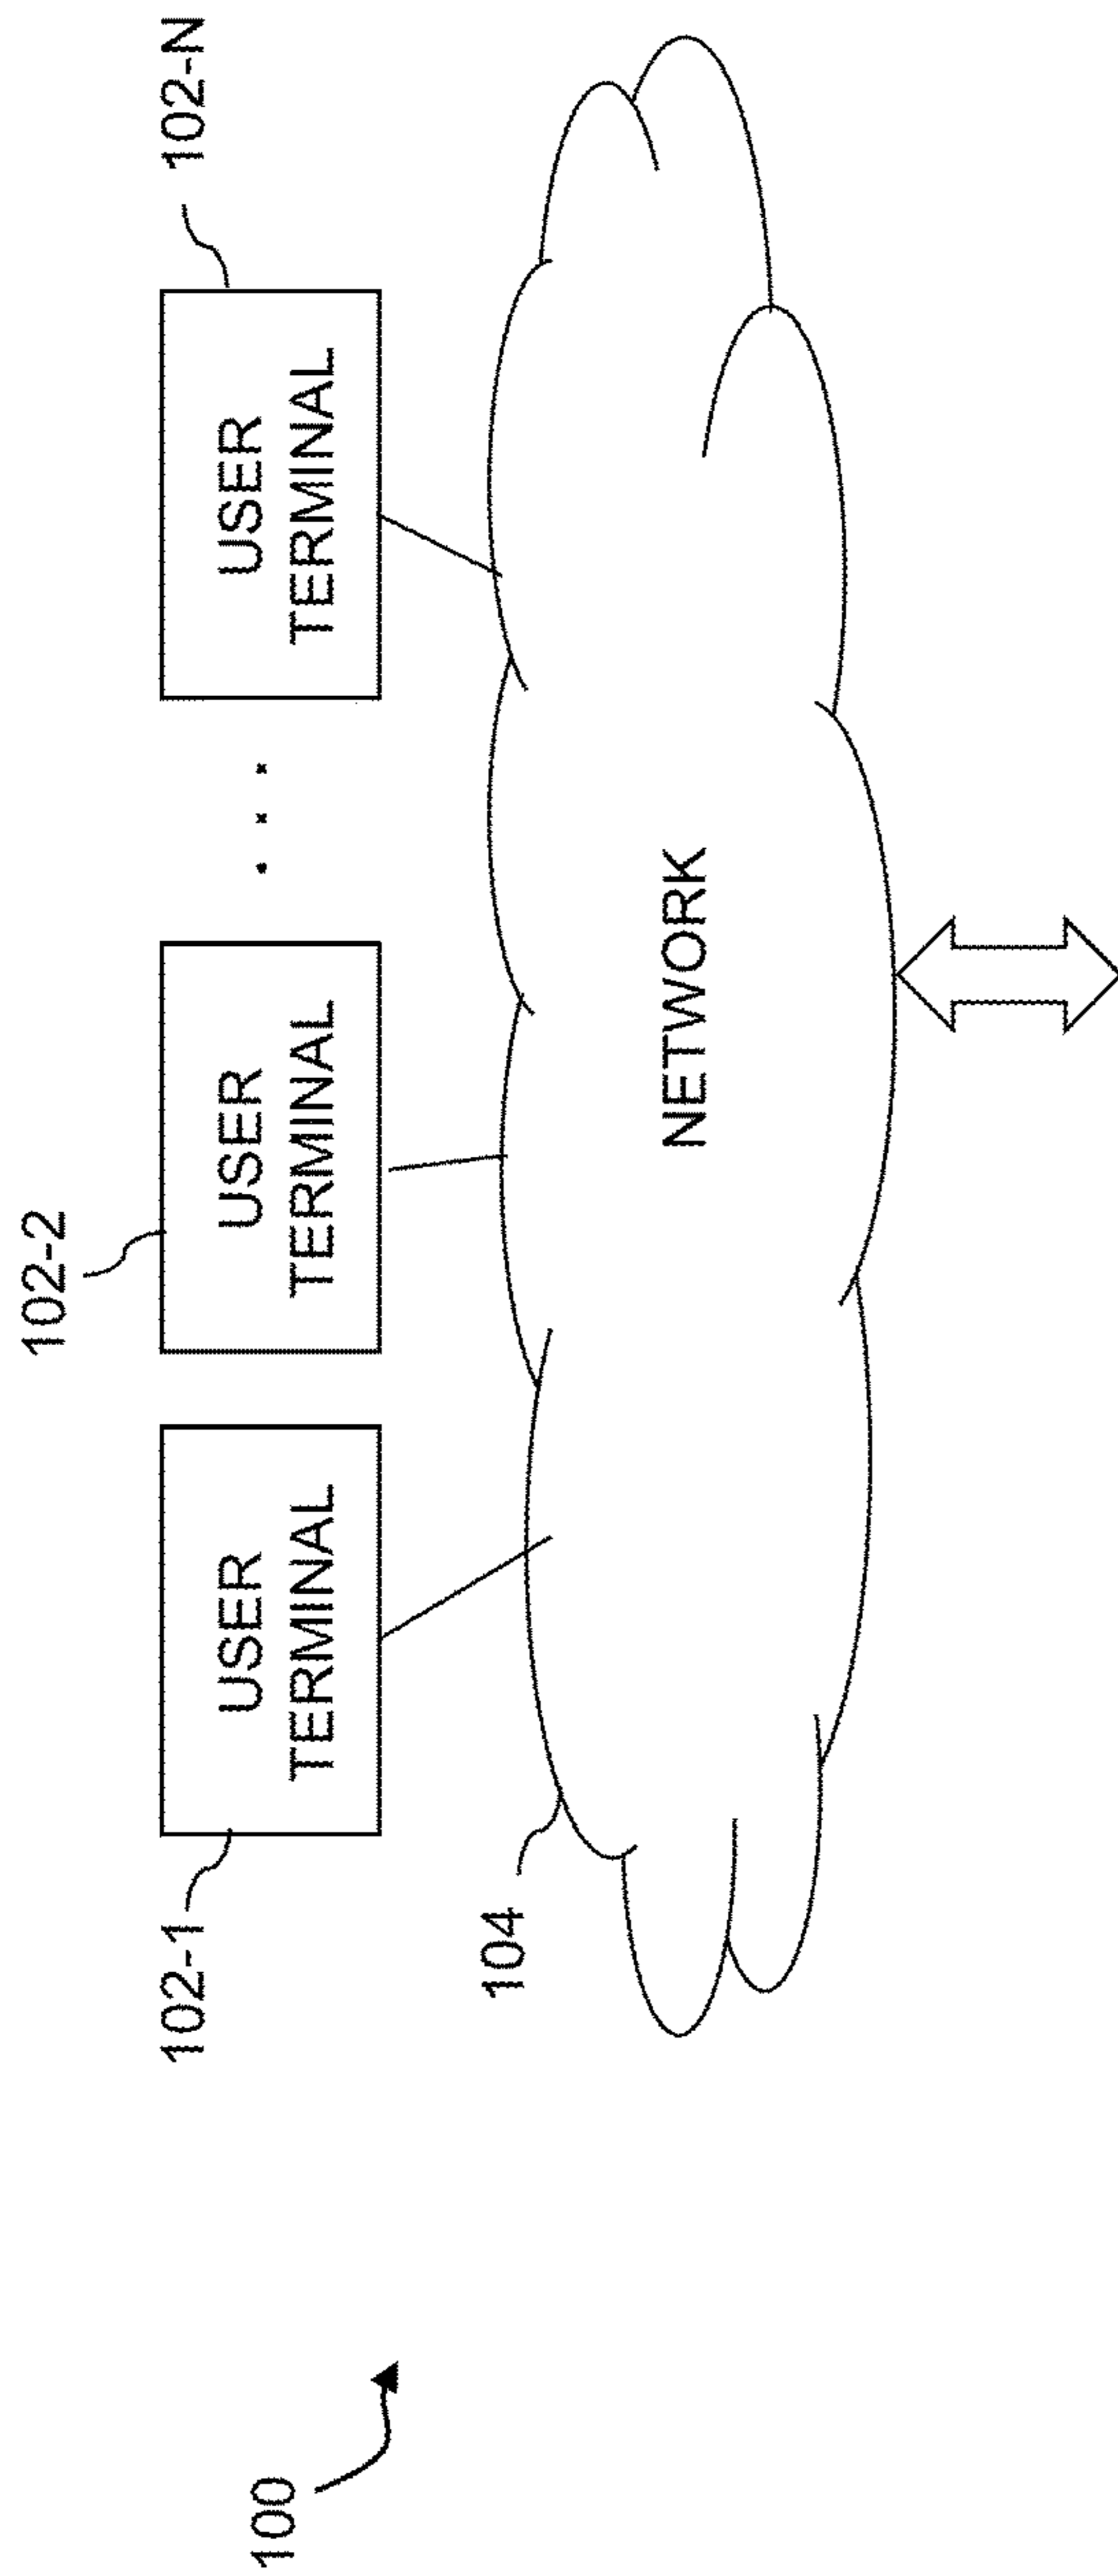 100
102-1
102-2
102-N
USER
TERMINAL
USER
TERMINAL
. . .
USER
TERMINAL
104
NETWORK